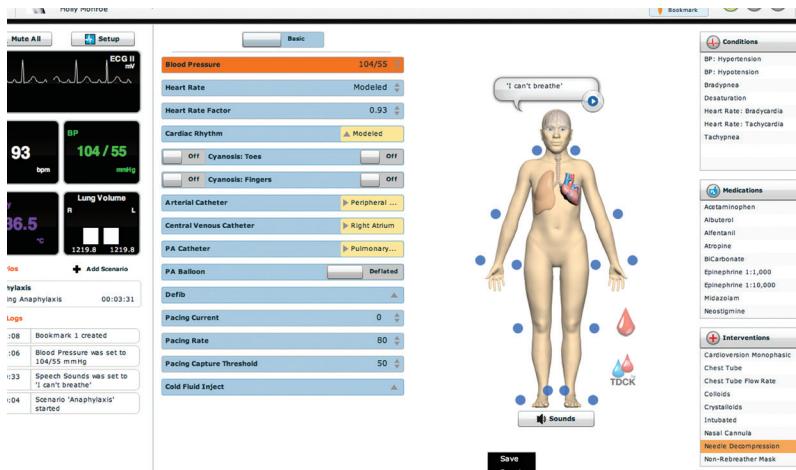 Holly Monroe
Bookmark
Mute All
Setup
ECG II
mV
93
bpm
BP
104 / 55
mmHg
36.5
°C
Lung Volume
R L
1219.8 1219.8
Add Scenario
ing Anaphylaxis 00:03:31
Logs
:08 Bookmark 1 created
:06 Blood Pressure was set to
104/55 mmHg
:33 Speech Sounds was set to
'I can't breathe'
:04 Scenario 'Anaphylaxis'
started
Basic
Blood Pressure 104/55
Heart Rate Modeled
Heart Rate Factor 0.93
Cardiac Rhythm Modeled
Off Cyanosis: Toes Off
Off Cyanosis: Fingers Off
Arterial Catheter Peripheral ...
Central Venous Catheter Right Atrium
PA Catheter Pulmonary...
PA Balloon Deflated
Defib
Pacing Current 0
Pacing Rate 80
Pacing Capture Threshold 50
Cold Fluid Inject
'I can't breathe'
TDCK
Sounds
Save
Conditions
BP: Hypertension
BP: Hypotension
Bradypnea
Desaturation
Heart Rate: Bradycardia
Heart Rate: Tachycardia
Tachypnea
Medications
Acetaminophen
Albuterol
Alfentanil
Atropine
BiCarbonate
Epinephrine 1:1,000
Epinephrine 1:10,000
Midazolam
Neostigmine
Interventions
Cardioversion Monophasic
Chest Tube
Chest Tube Flow Rate
Colloids
Crystalloids
Intubated
Nasal Cannula
Needle Decompression
Non-Rebreather Mask